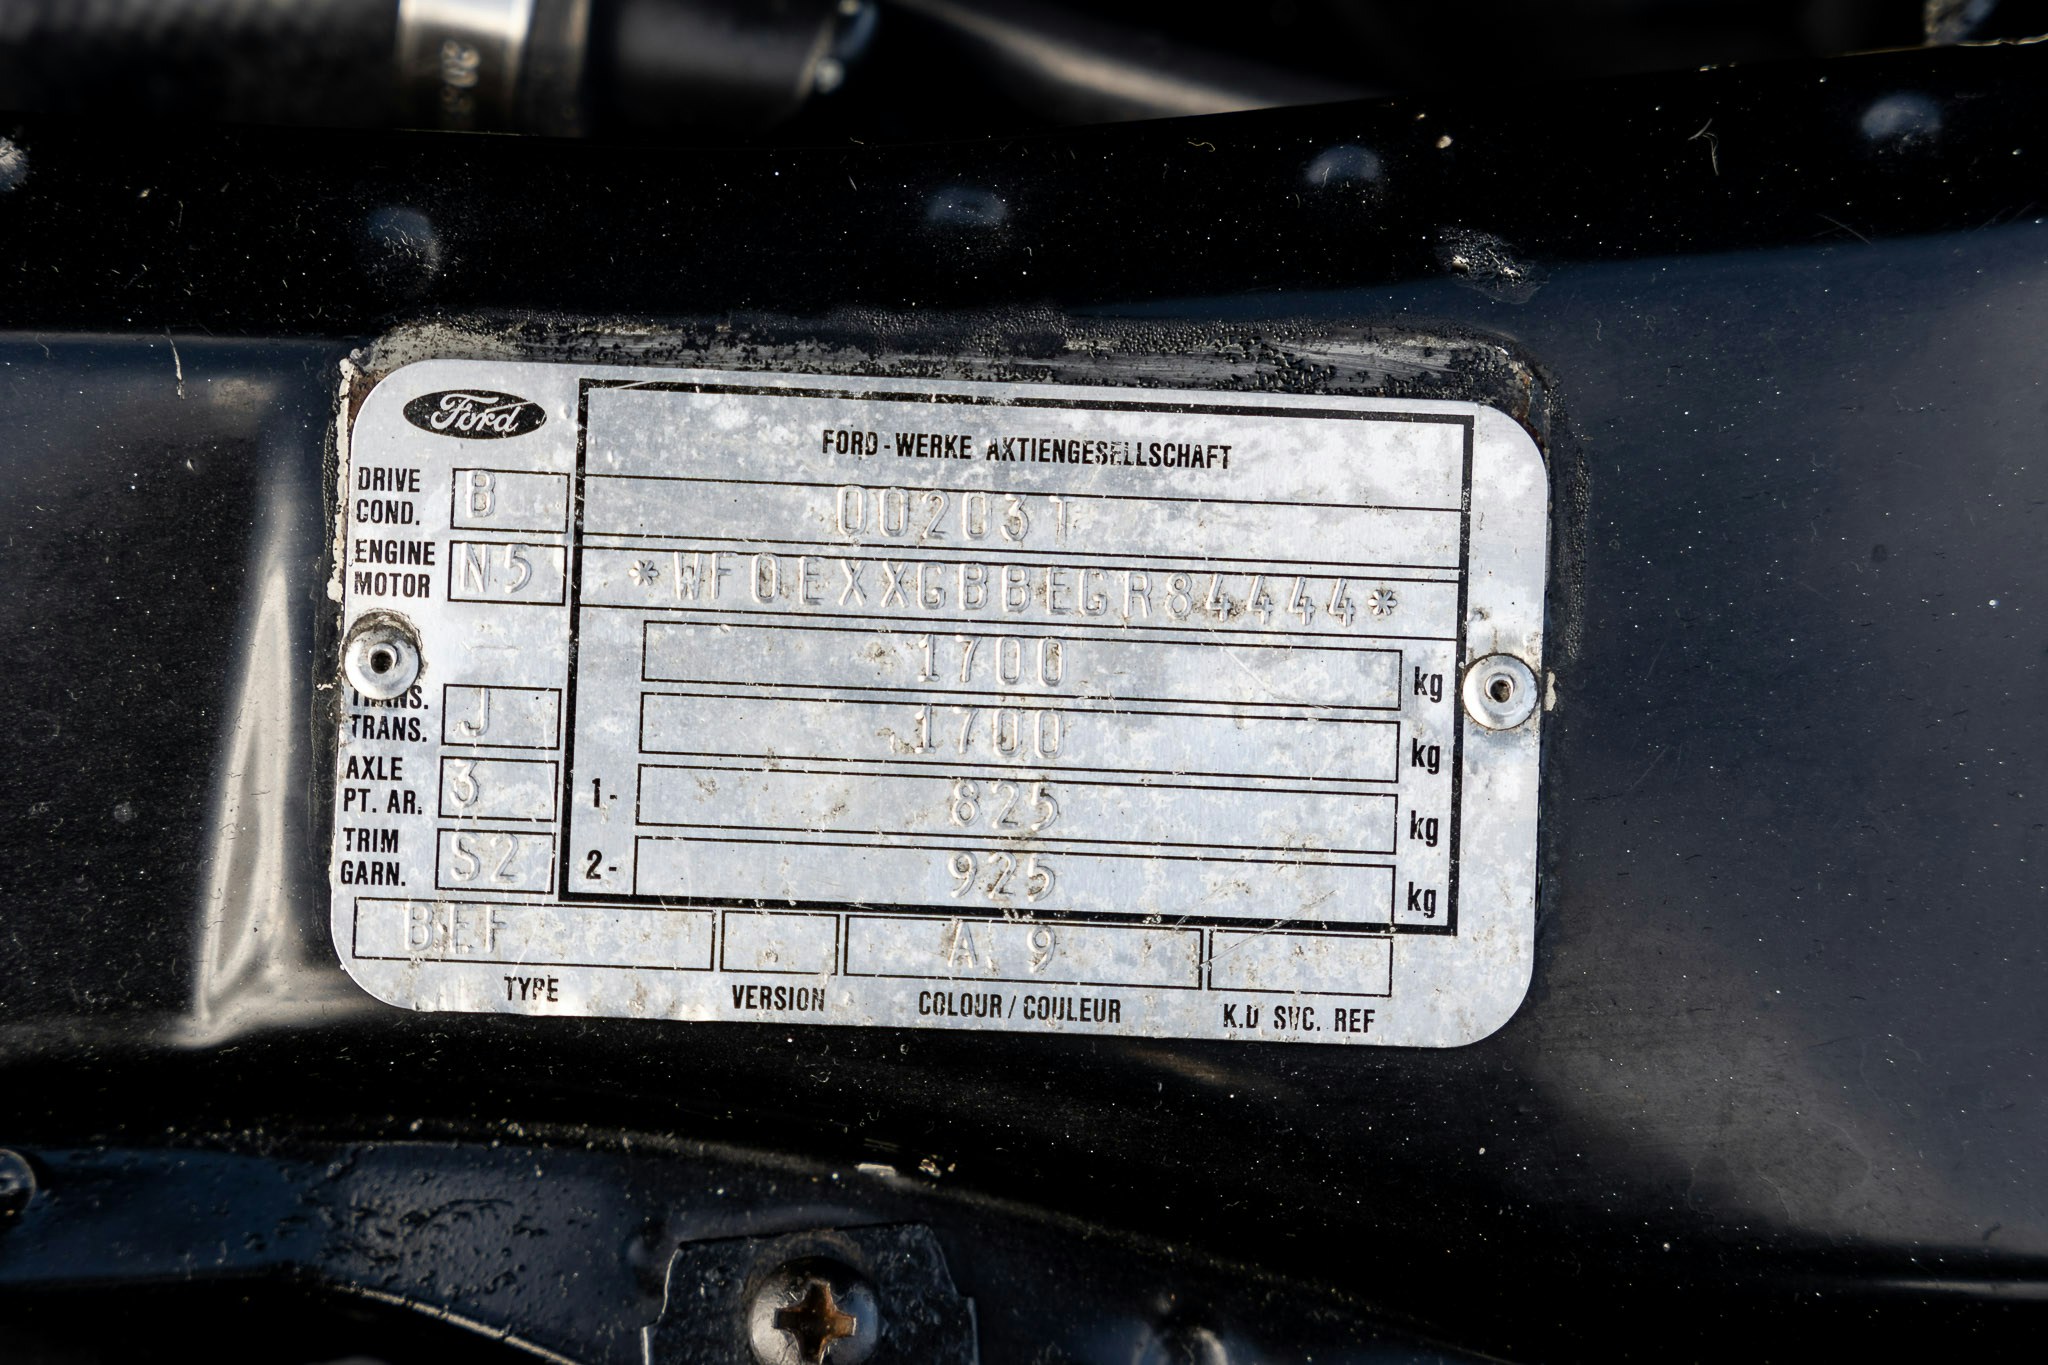 Ford
FORD-WERKE AKTIENGESELLSCHAFT
DRIVE
COND.
B
00203T
ENGINE
MOTOR
N5
*WF0EXXGBBEGR84444*
1700 kg
TRANS.
TRANS.
J
1700 kg
AXLE
PT. AR.
3
1- 825 kg
TRIM
GARN.
S2
2- 925 kg
BEF
A 9
TYPE
VERSION
COLOUR/COULEUR
K.D SVC. REF